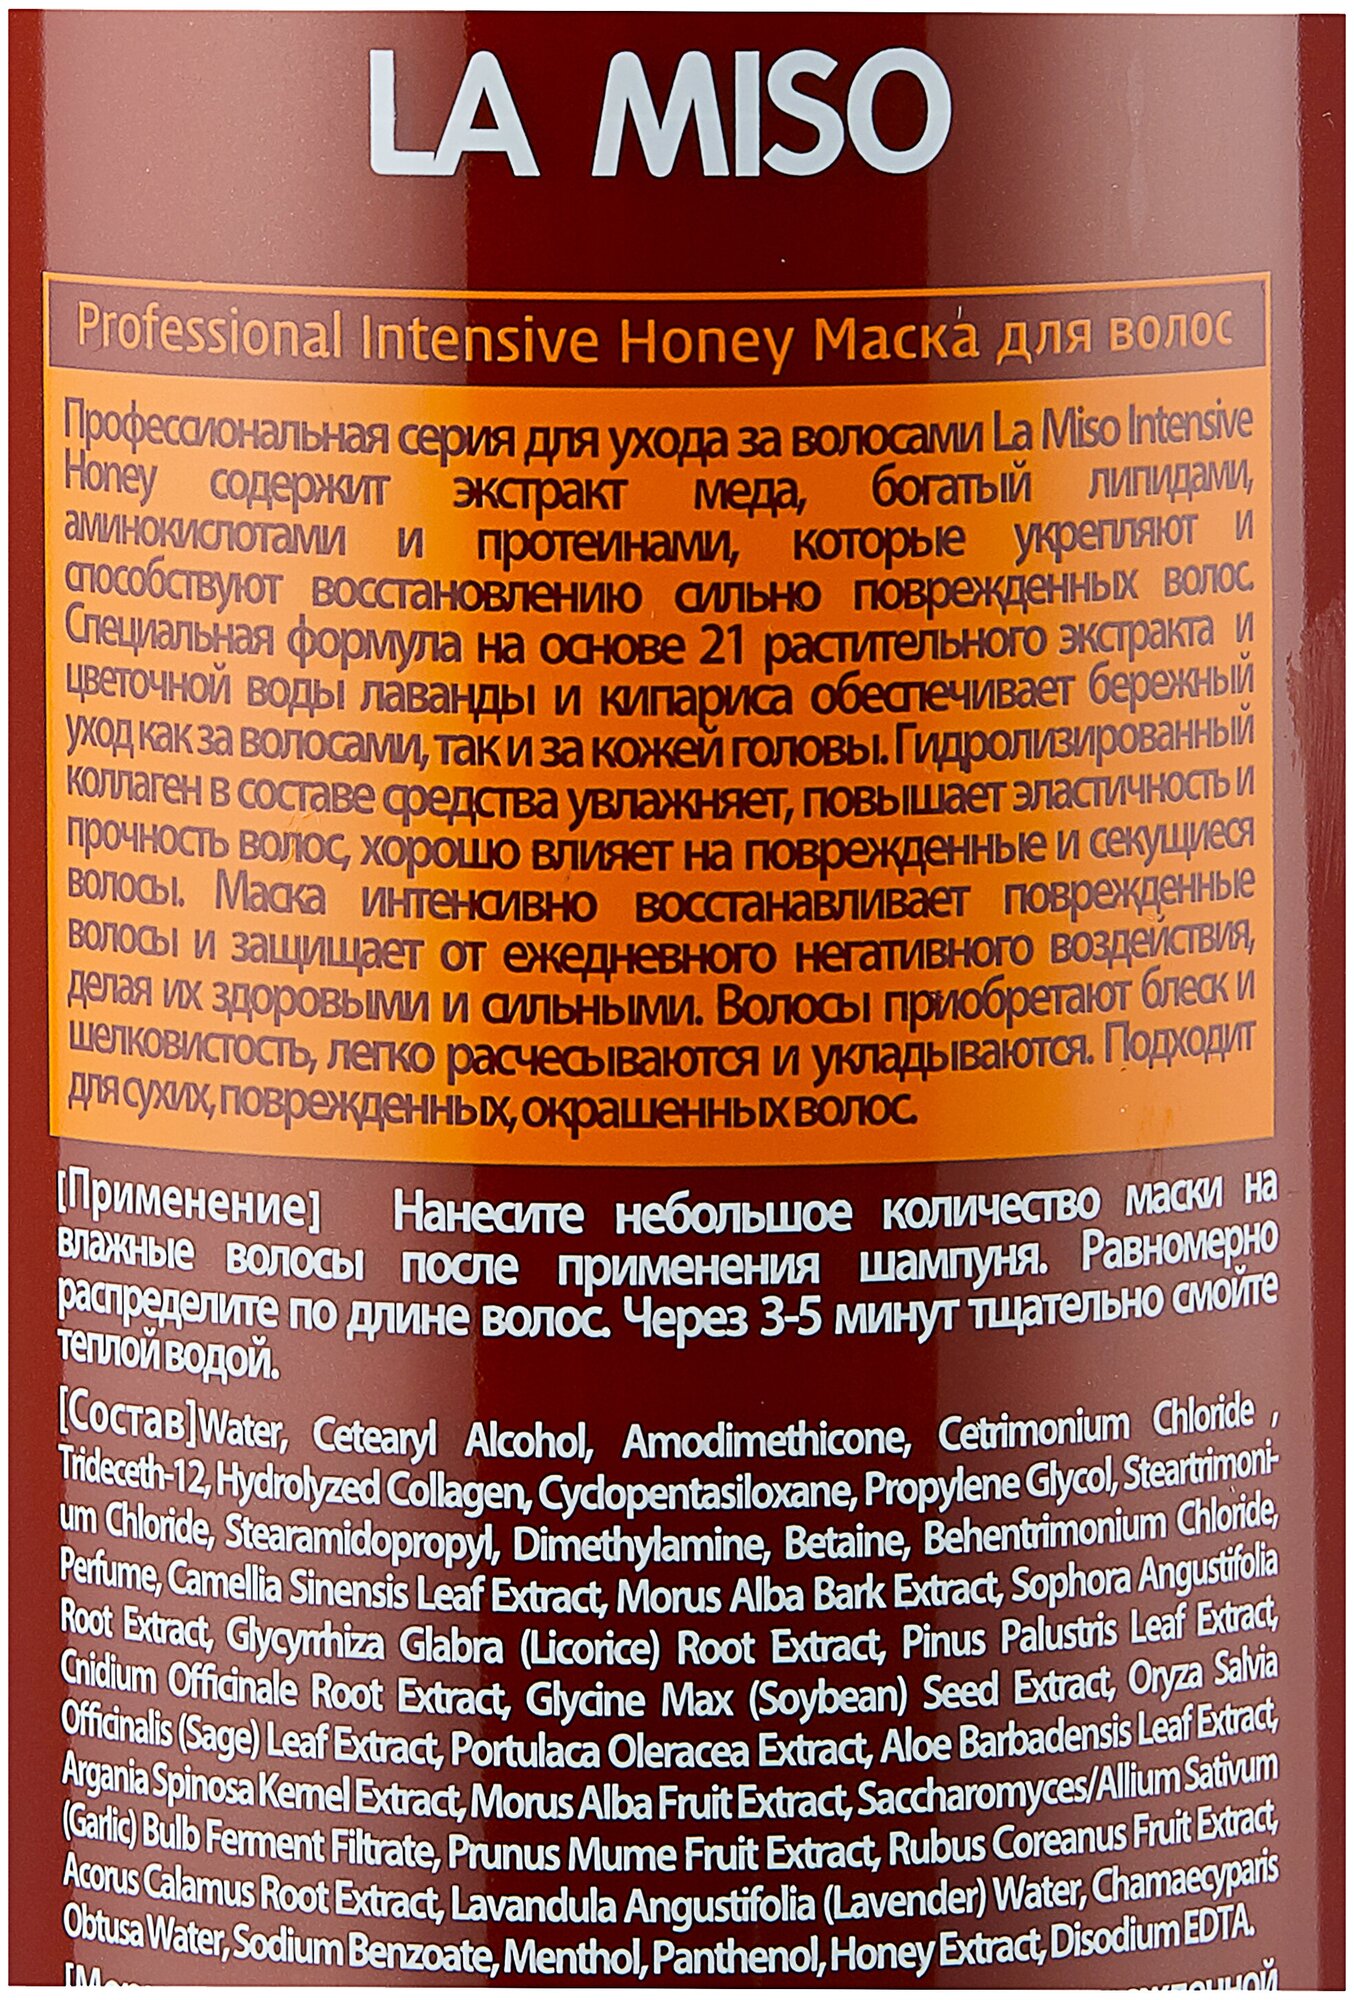 LA MISO
Professional Intensive Honey Маска для волос
Профессиональная серия для ухода за волосами La Miso Intensive
Honey содержит экстракт меда, богатый липидами,
аминокислотами и протеинами, которые укрепляют и
способствуют восстановлению сильно поврежденных волос.
Специальная формула на основе 21 растительного экстракта и
цветочной воды лаванды и кипариса обеспечивает бережный
уход как за волосами, так и за кожей головы. Гидролизированный
коллаген в составе средства увлажняет, повышает эластичность и
прочность волос, хорошо влияет на поврежденные и секущиеся
волосы. Маска интенсивно восстанавливает поврежденные
волосы и защищает от ежедневного негативного воздействия,
делая их здоровыми и сильными. Волосы приобретают блеск и
шелковистость, легко расчесываются и укладываются. Подходит
для сухих, поврежденных, окрашенных волос.
[Применение] Нанесите небольшое количество маски на
влажные волосы после применения шампуня. Равномерно
распределите по длине волос. Через 3-5 минут тщательно смойте
теплой водой.
[Состав]Water, Cetearyl Alcohol, Amodimethicone, Cetrimonium Chloride ,
Trideceth-12, Hydrolyzed Collagen, Cyclopentasiloxane, Propylene Glycol, Steartrimoni-
um Chloride, Stearamidopropyl, Dimethylamine, Betaine, Behentrimonium Chloride,
Perfume, Camellia Sinensis Leaf Extract, Morus Alba Bark Extract, Sophora Angustifolia
Root Extract, Glycyrrhiza Glabra (Licorice) Root Extract, Pinus Palustris Leaf Extract,
Cnidium Officinale Root Extract, Glycine Max (Soybean) Seed Extract, Oryza Salvia
Officinalis (Sage) Leaf Extract, Portulaca Oleracea Extract, Aloe Barbadensis Leaf Extract,
Argania Spinosa Kernel Extract, Morus Alba Fruit Extract, Saccharomyces/Allium Sativum
(Garlic) Bulb Ferment Filtrate, Prunus Mume Fruit Extract, Rubus Coreanus Fruit Extract,
Acorus Calamus Root Extract, Lavandula Angustifolia (Lavender) Water, Chamaecyparis
Obtusa Water, Sodium Benzoate, Menthol, Panthenol, Honey Extract, Disodium EDTA.